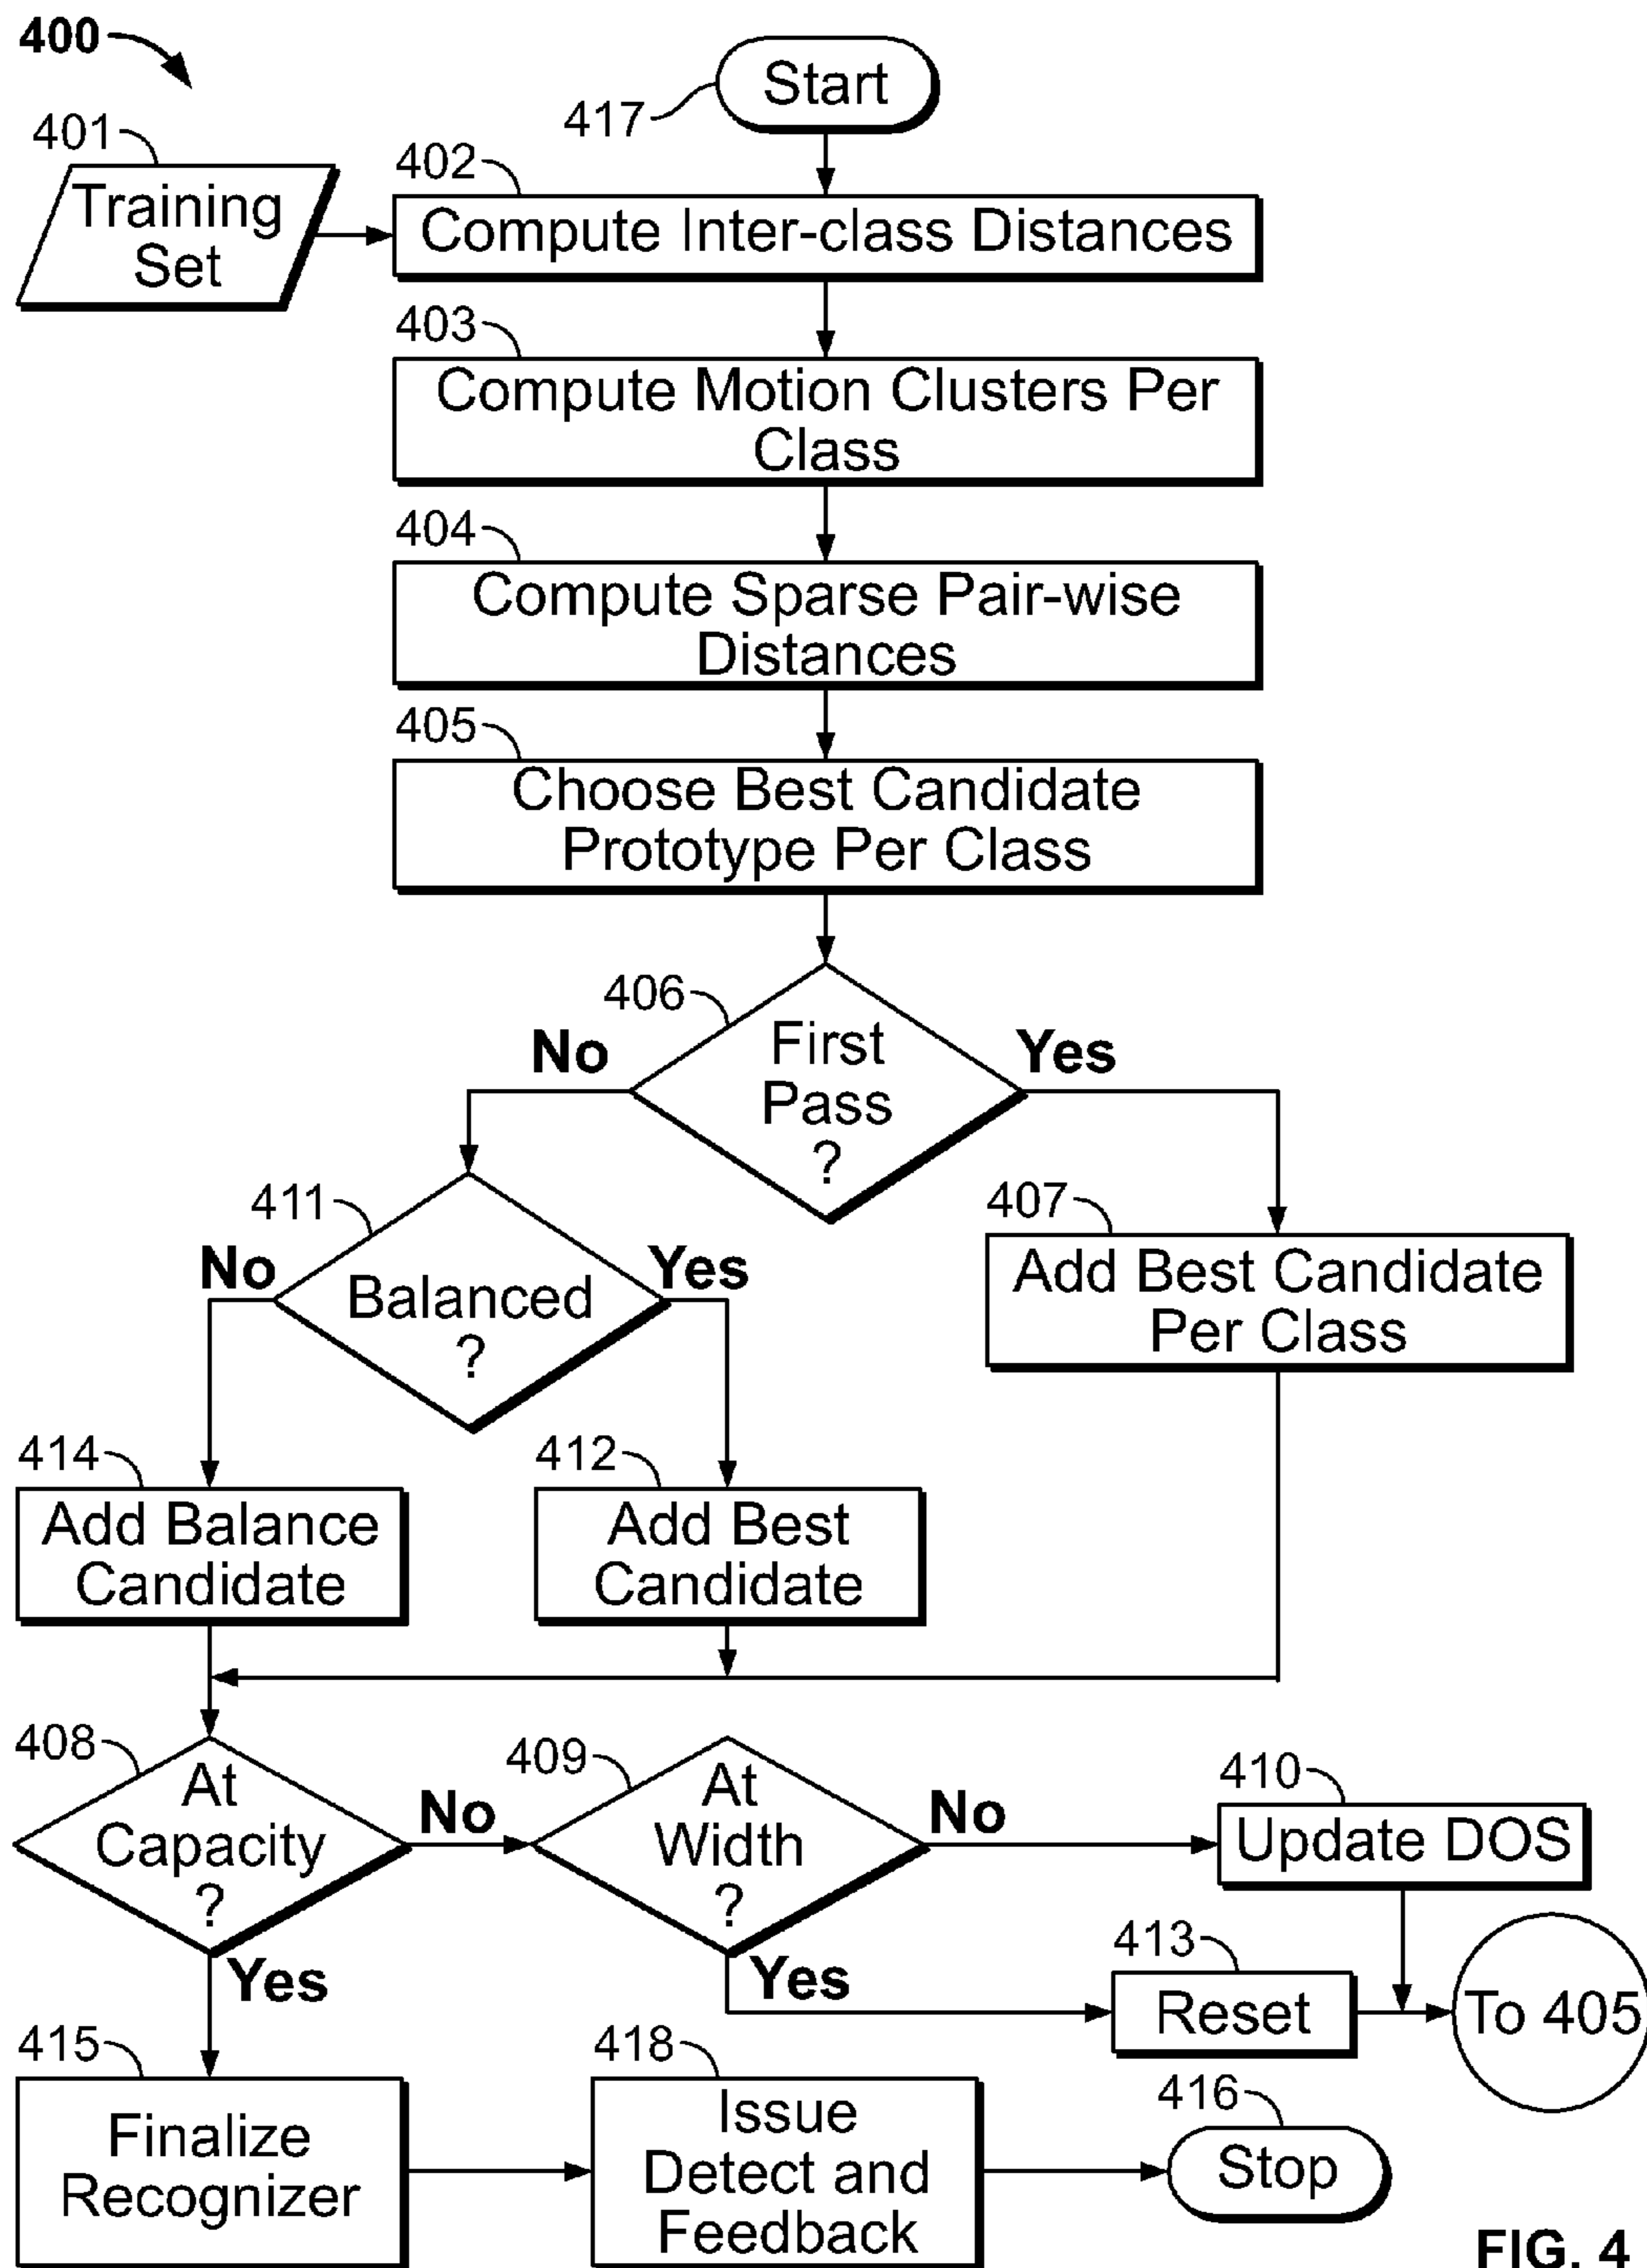 400
Start
417
401
Training
Set
402
Compute Inter-class Distances
403
Compute Motion Clusters Per
Class
404
Compute Sparse Pair-wise
Distances
405
Choose Best Candidate
Prototype Per Class
406
First
Pass
?
No
Yes
411
Balanced
?
No
Yes
407
Add Best Candidate
Per Class
414
Add Balance
Candidate
412
Add Best
Candidate
408
At
Capacity
?
No
Yes
409
At
Width
?
No
Yes
410
Update DOS
413
Reset
To 405
415
Finalize
Recognizer
418
Issue
Detect and
Feedback
416
Stop
FIG. 4